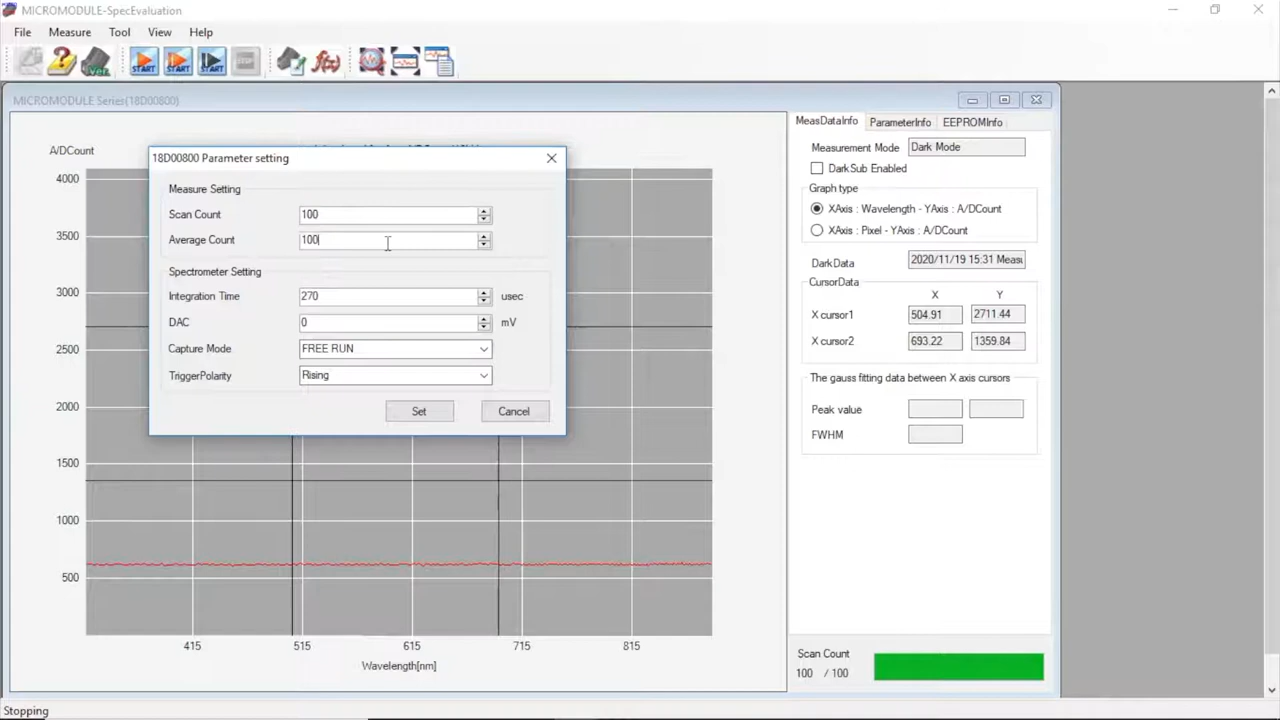 MICROMODULE-SpecEvaluation
File Measure Tool View Help
START START START
MICROMODULE Series(18D00800)
A/DCount
4000
3500
3000
2500
2000
1500
1000
500
415 515 615 715 815
Wavelength[nm]
18D00800 Parameter setting
Measure Setting
Scan Count 100
Average Count 100
Spectrometer Setting
Integration Time 270 usec
DAC 0 mV
Capture Mode FREE RUN
TriggerPolarity Rising
Set Cancel
MeasDataInfo ParameterInfo EEPROMInfo
Measurement Mode Dark Mode
DarkSub Enabled
Graph type
XAxis : Wavelength - YAxis : A/DCount
XAxis : Pixel - YAxis : A/DCount
DarkData 2020/11/19 15:31 Measu
CursorData
X Y
X cursor1 504.91 2711.44
X cursor2 693.22 1359.84
The gauss fitting data between X axis cursors
Peak value
FWHM
Scan Count
100 / 100
Stopping